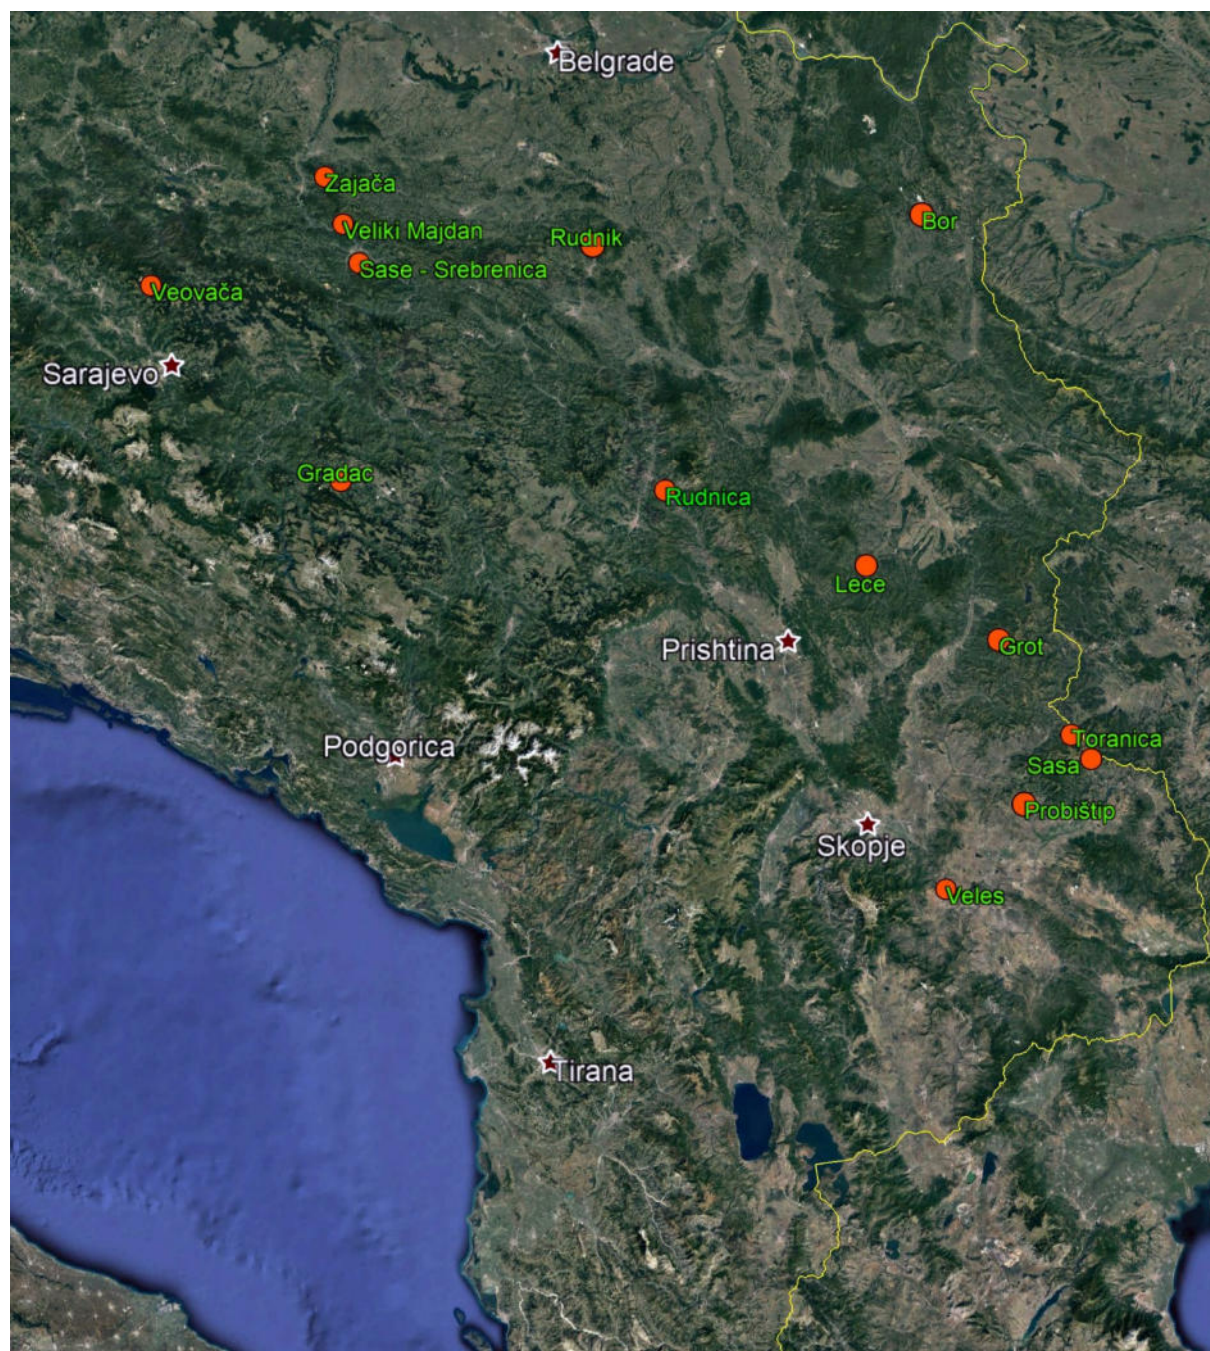 Belgrade
Zajača
Bor
Veliki Majdan
Rudnik
Sase - Srebrenica
Veovača
Sarajevo
Gradac
Rudnica
Lece
Prishtina
Grot
Podgorica
Toranica
Sasa
Probištip
Skopje
Veles
Tirana